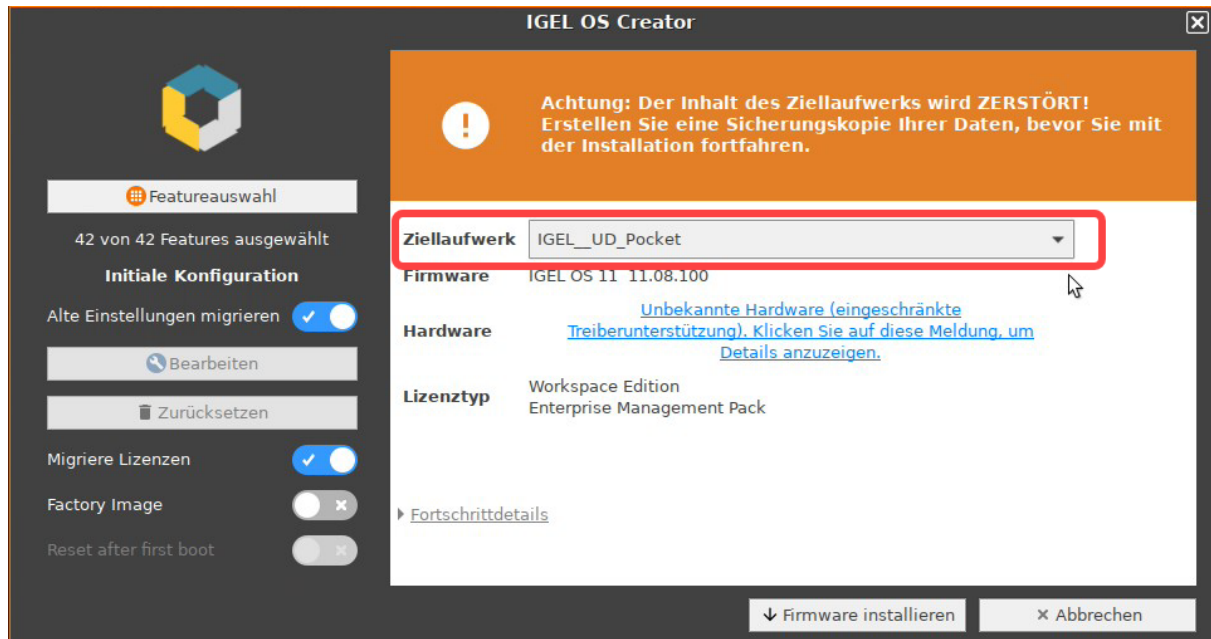 IGEL OS Creator
Achtung: Der Inhalt des Ziellaufwerks wird ZERSTÖRT!
Erstellen Sie eine Sicherungskopie Ihrer Daten, bevor Sie mit
der Installation fortfahren.
Featureauswahl
42 von 42 Features ausgewählt
Initiale Konfiguration
Alte Einstellungen migrieren
Bearbeiten
Zurücksetzen
Migriere Lizenzen
Factory Image
Reset after first boot
Ziellaufwerk IGEL__UD_Pocket
Firmware IGEL OS 11 11.08.100
Hardware
Unbekannte Hardware (eingeschränkte
Treiberunterstützung). Klicken Sie auf diese Meldung, um
Details anzuzeigen.
Lizenztyp
Workspace Edition
Enterprise Management Pack
Fortschrittdetails
Firmware installieren
Abbrechen